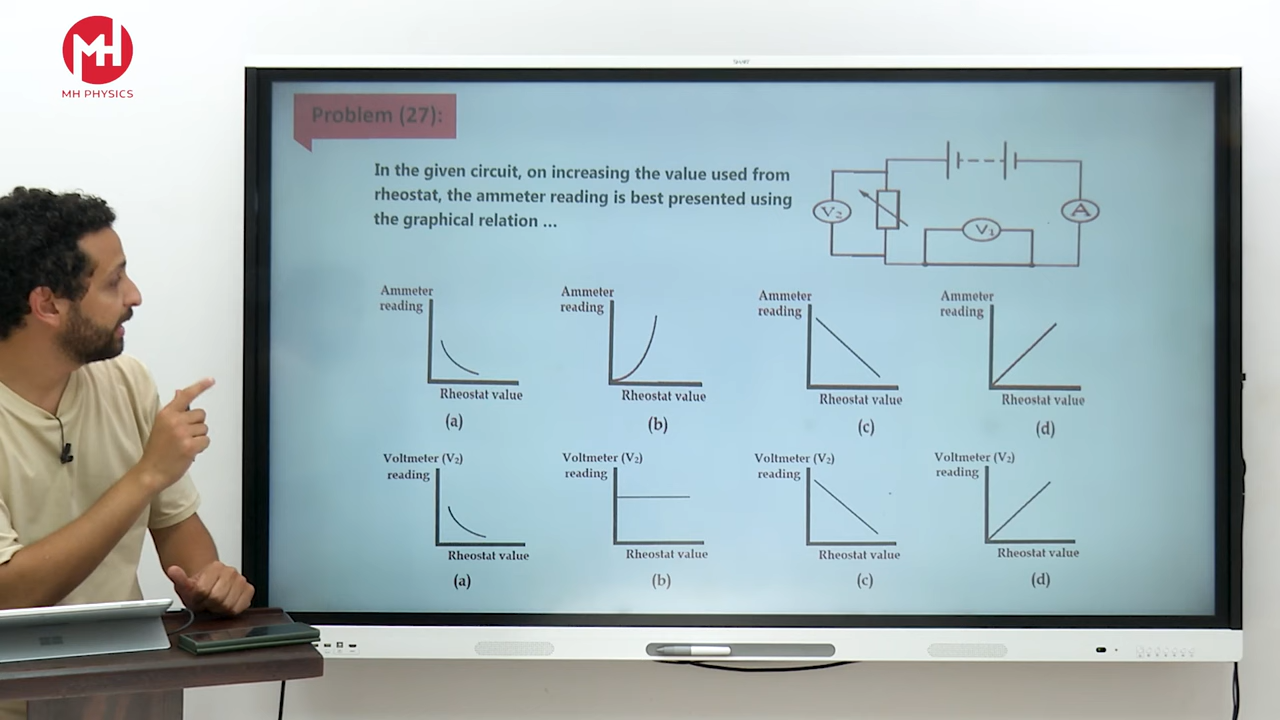 MH
MH PHYSICS
SMART
Problem (27):
In the given circuit, on increasing the value used from
rheostat, the ammeter reading is best presented using
the graphical relation ...
V₂
V₁
A
Ammeter
reading
Rheostat value
(a)
Ammeter
reading
Rheostat value
(b)
Ammeter
reading
Rheostat value
(c)
Ammeter
reading
Rheostat value
(d)
Voltmeter (V₂)
reading
Rheostat value
(a)
Voltmeter (V₂)
reading
Rheostat value
(b)
Voltmeter (V₂)
reading
Rheostat value
(c)
Voltmeter (V₂)
reading
Rheostat value
(d)